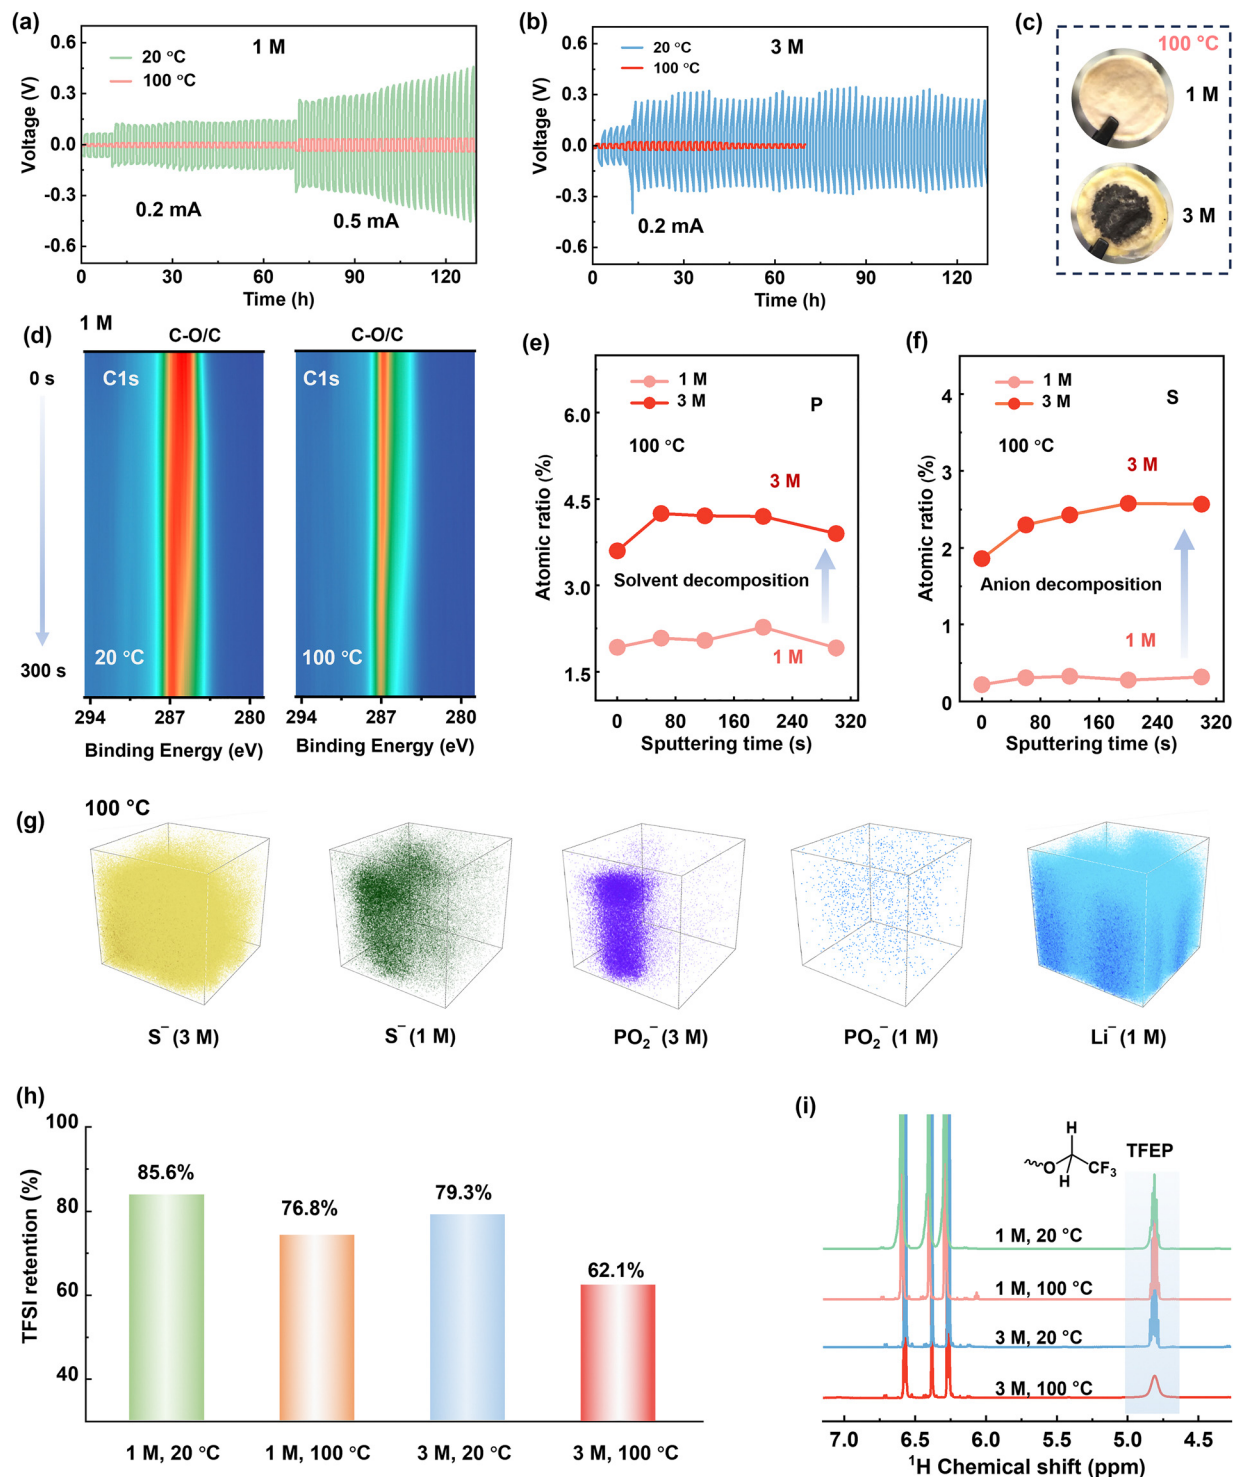 (a)
0.6
0.3
0.0
-0.3
-0.6
Voltage (V)
1 M
20 °C
100 °C
0.2 mA
0.5 mA
0 30 60 90 120
Time (h)
(b)
0.6
0.3
0.0
-0.3
-0.6
Voltage (V)
3 M
20 °C
100 °C
0.2 mA
0 30 60 90 120
Time (h)
(c)
100 °C
1 M
3 M
(d)
1 M
C-O/C
C-O/C
0 s
300 s
C1s
C1s
20 °C
100 °C
294 287 280
294 287 280
Binding Energy (eV)
Binding Energy (eV)
(e)
6.0
4.5
3.0
1.5
Atomic ratio (%)
1 M
3 M
P
100 °C
3 M
Solvent decomposition
1 M
0 80 160 240 320
Sputtering time (s)
(f)
4
3
2
1
0
Atomic ratio (%)
1 M
3 M
S
100 °C
3 M
Anion decomposition
1 M
0 80 160 240 320
Sputtering time (s)
(g)
100 °C
S⁻ (3 M)
S⁻ (1 M)
PO₂⁻ (3 M)
PO₂⁻ (1 M)
Li⁻ (1 M)
(h)
100
80
60
40
TFSI retention (%)
85.6%
76.8%
79.3%
62.1%
1 M, 20 °C
1 M, 100 °C
3 M, 20 °C
3 M, 100 °C
(i)
H
O
CF₃
H
TFEP
1 M, 20 °C
1 M, 100 °C
3 M, 20 °C
3 M, 100 °C
7.0 6.5 6.0 5.5 5.0 4.5
¹H Chemical shift (ppm)